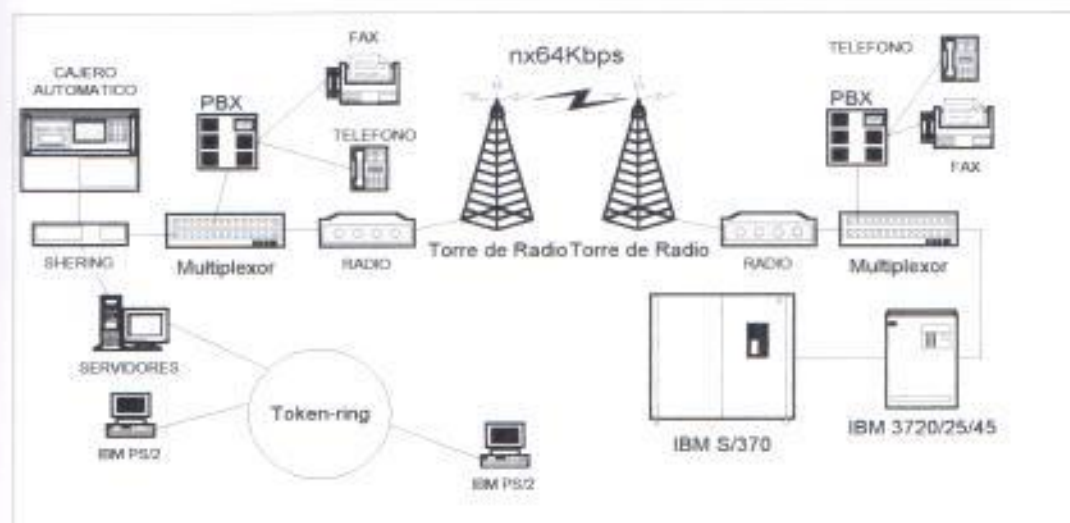 FAX
nx64Kbps
TELEFONO
CAJERO
AUTOMATICO
PBX
PBX
TELEFONO
FAX
SHERING
Multiplexor
RADIO
Torre de Radio
Torre de Radio
RADIO
Multiplexor
SERVIDORES
Token-ring
IBM PS/2
IBM PS/2
IBM S/370
IBM 3720/25/45